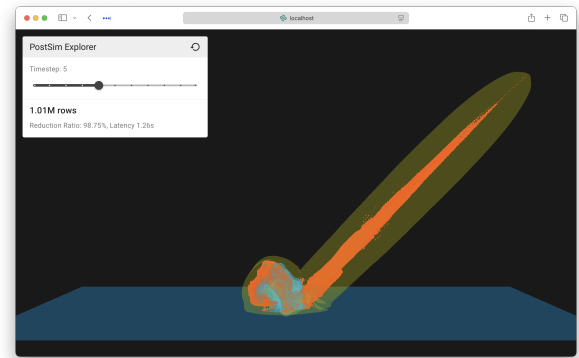 localhost
PostSim Explorer
Timestep: 5
1.01M rows
Reduction Ratio: 98.75%, Latency 1.26s